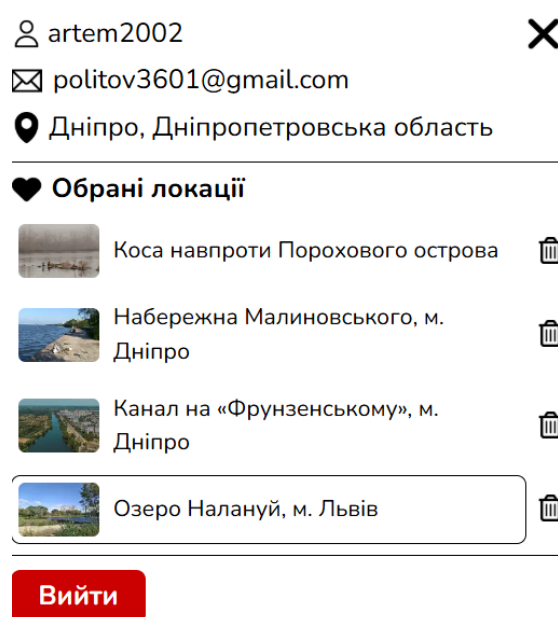 artem2002
politov3601@gmail.com
Дніпро, Дніпропетровська область
Обрані локації
Коса навпроти Порохового острова
Набережна Малиновського, м.
Дніпро
Канал на «Фрунзенському», м.
Дніпро
Озеро Налануй, м. Львів
Вийти